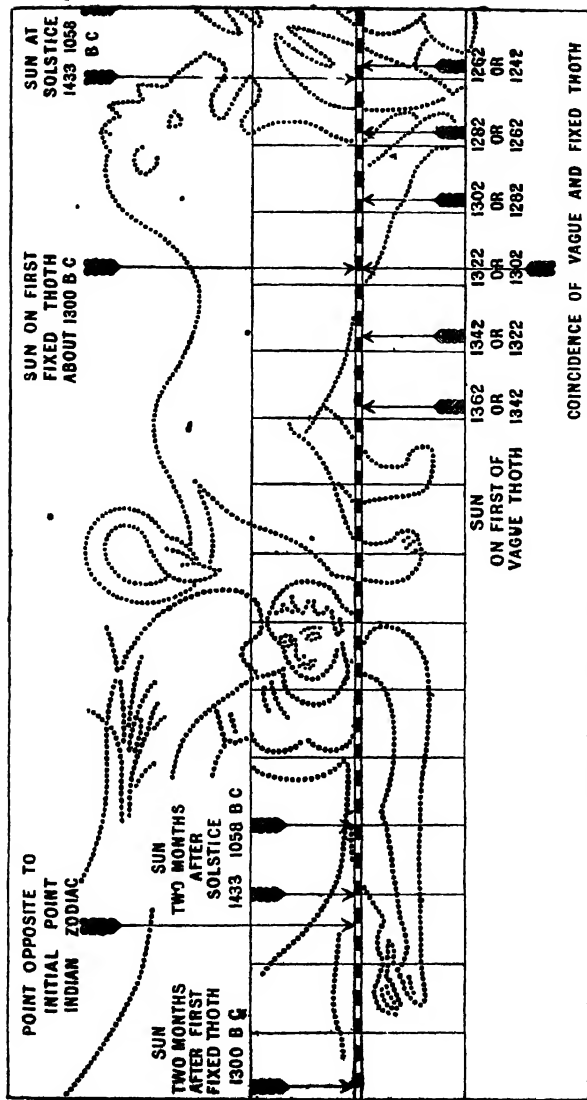 SUN AT
SOLSTICE
1433 1058
B C
SUN ON FIRST
FIXED THOTH
ABOUT 1300 B C
POINT OPPOSITE TO
INITIAL POINT
INDIAN ZODIAC
SUN
TWO MONTHS
AFTER
SOLSTICE
1433 1058 B C
SUN
TWO MONTHS
AFTER FIRST
FIXED THOTH
1300 B C
SUN
ON FIRST OF
VAGUE THOTH
1362
OR
1342
1342
OR
1322
1322
OR
1302
1302
OR
1282
1282
OR
1262
1262
OR
1242
COINCIDENCE OF VAGUE AND FIXED THOTH